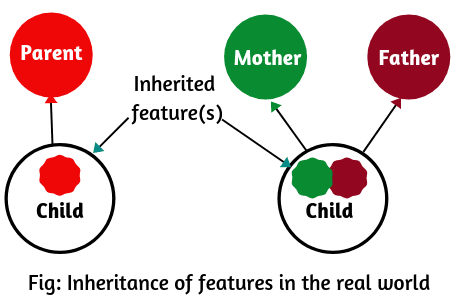 Parent
Mother
Father
Inherited
feature(s)
Child
Child
Fig: Inheritance of features in the real world